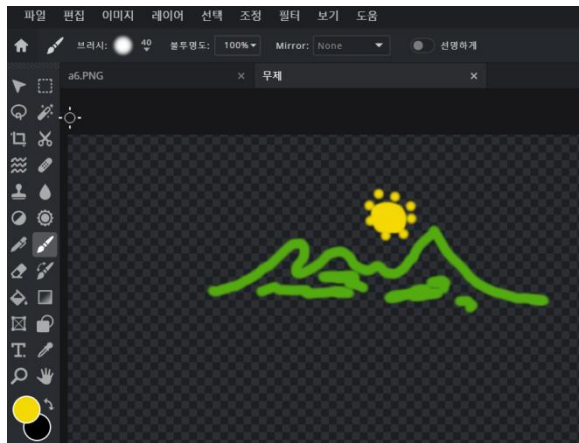 파일 편집 이미지 레이어 선택 조정 필터 보기 도움
브러시: 40 불투명도: 100% Mirror: None 선명하게
a6.PNG × 무제 ×